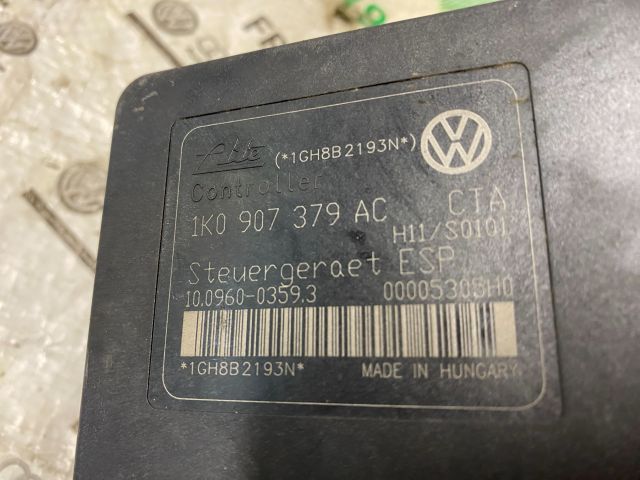 Ate (*1GH8B2193N*)
Controller
1K0 907 379 AC CTA
H11/S0101
Steuergeraet ESP
10.0960-0359.3 0000530BH0
*1GH8B2193N* MADE IN HUNGARY